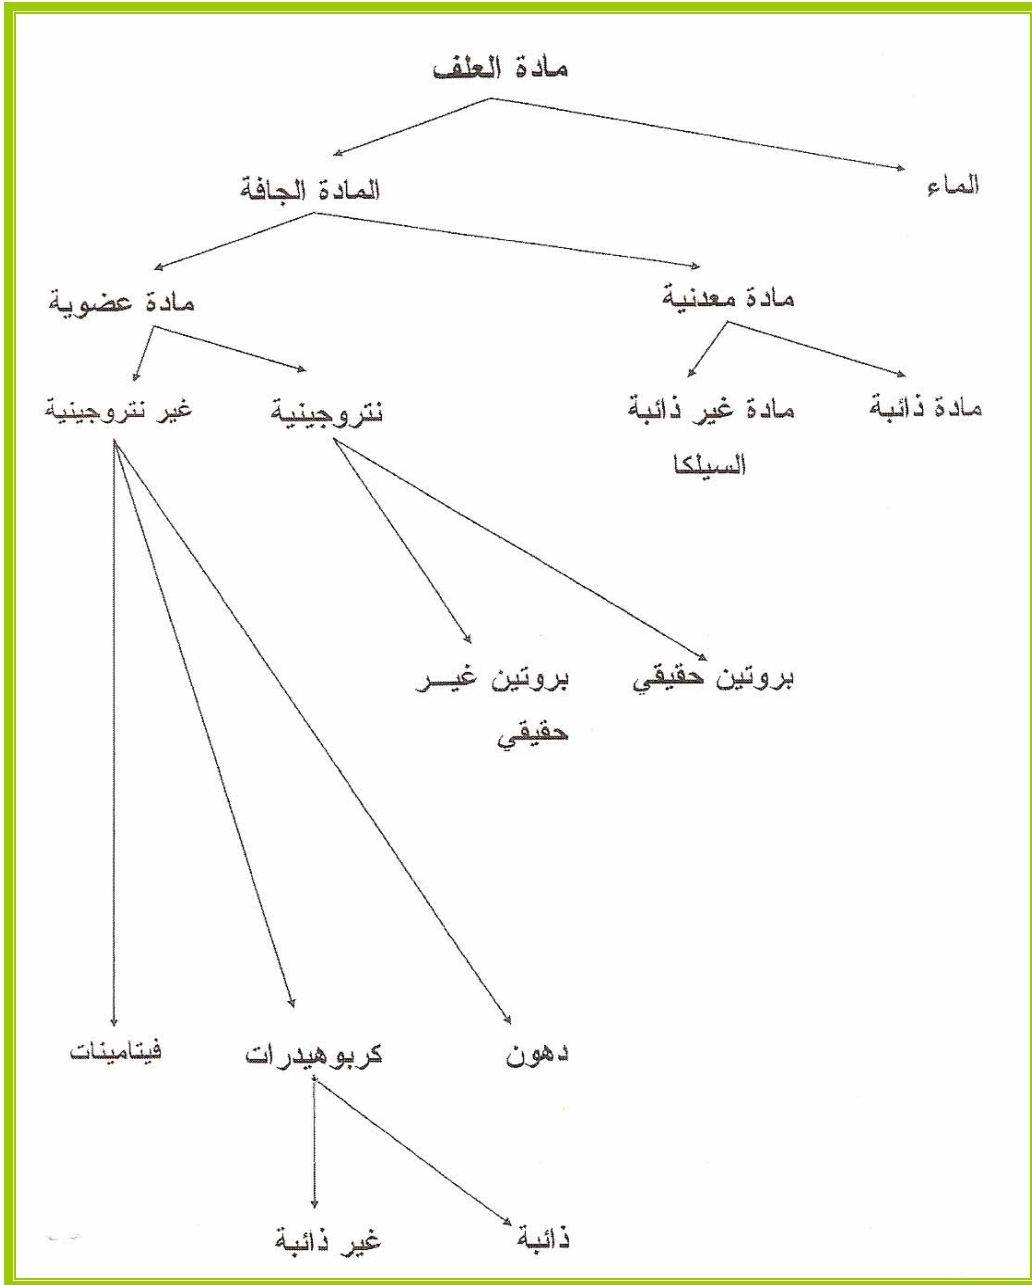 مادة العلف
الماء
المادة الجافة
مادة معدنية
مادة عضوية
مادة ذائبة
مادة غير ذائبة
السيلكا
نتروجينية
غير نتروجينية
بروتين حقيقي
بروتين غيـــر
حقيقي
دهون
كربوهيدرات
فيتامينات
ذائبة
غير ذائبة